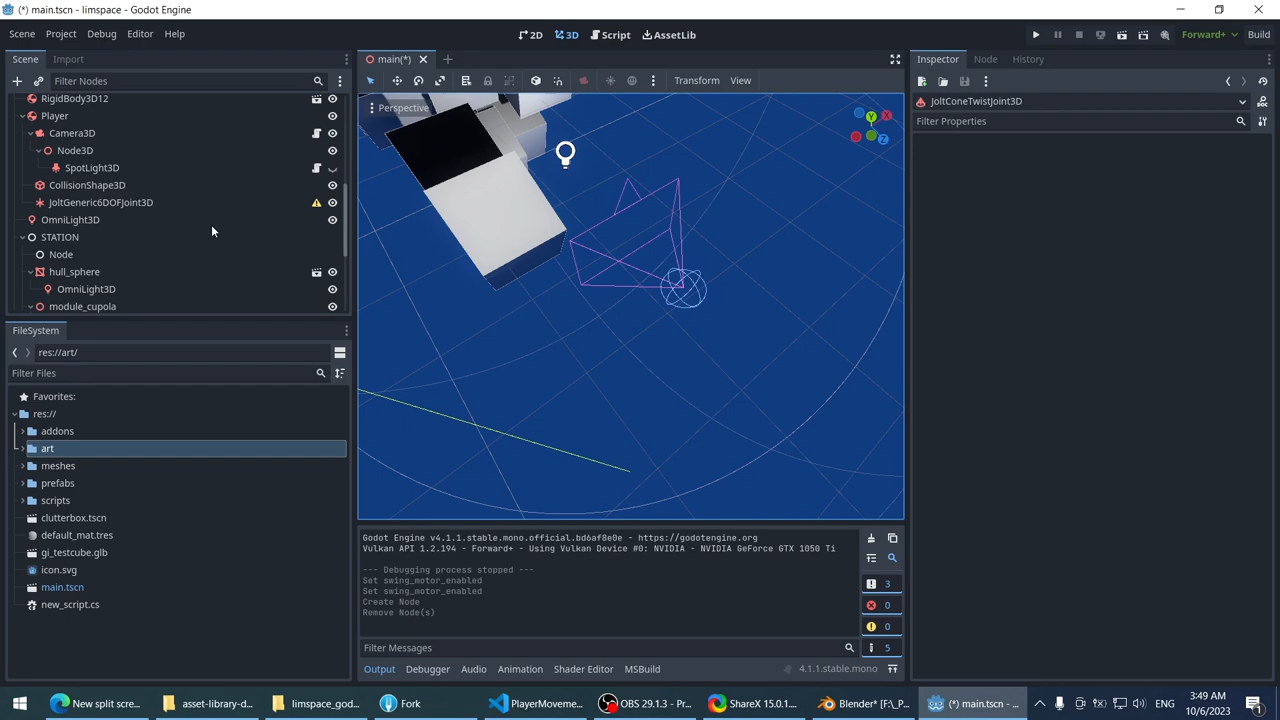 (*) main.tscn - limspace - Godot Engine
Scene Project Debug Editor Help
2D 3D Script AssetLib
Forward+ Build
Scene Import
main(*)
Inspector Node History
Filter Nodes
Transform View
RigidBody3D12
Player
Camera3D
Node3D
SpotLight3D
CollisionShape3D
JoltGeneric6DOFJoint3D
OmniLight3D
STATION
Node
hull_sphere
OmniLight3D
module_cupola
Perspective
Y
X
Z
JoltConeTwistJoint3D
Filter Properties
FileSystem
res://art/
Filter Files
Favorites:
res://
addons
art
meshes
prefabs
scripts
clutterbox.tscn
default_mat.tres
gi_testcube.glb
icon.svg
main.tscn
new_script.cs
Godot Engine v4.1.1.stable.mono.official.bd6af8e0e - https://godotengine.org
Vulkan API 1.2.194 - Forward+ - Using Vulkan Device #0: NVIDIA - NVIDIA GeForce GTX 1050 Ti
--- Debugging process stopped ---
Set swing_motor_enabled
Set swing_motor_enabled
Create Node
Remove Node(s)
3
0
0
5
Filter Messages
Output Debugger Audio Animation Shader Editor MSBuild 4.1.1.stable.mono
New split scre... asset-library-d... limspace_god... Fork PlayerMoveme... OBS 29.1.3 - Pr... ShareX 15.0.1... Blender* [F:\_P... (*) main.tscn - ... ENG
3:49 AM
10/6/2023
1